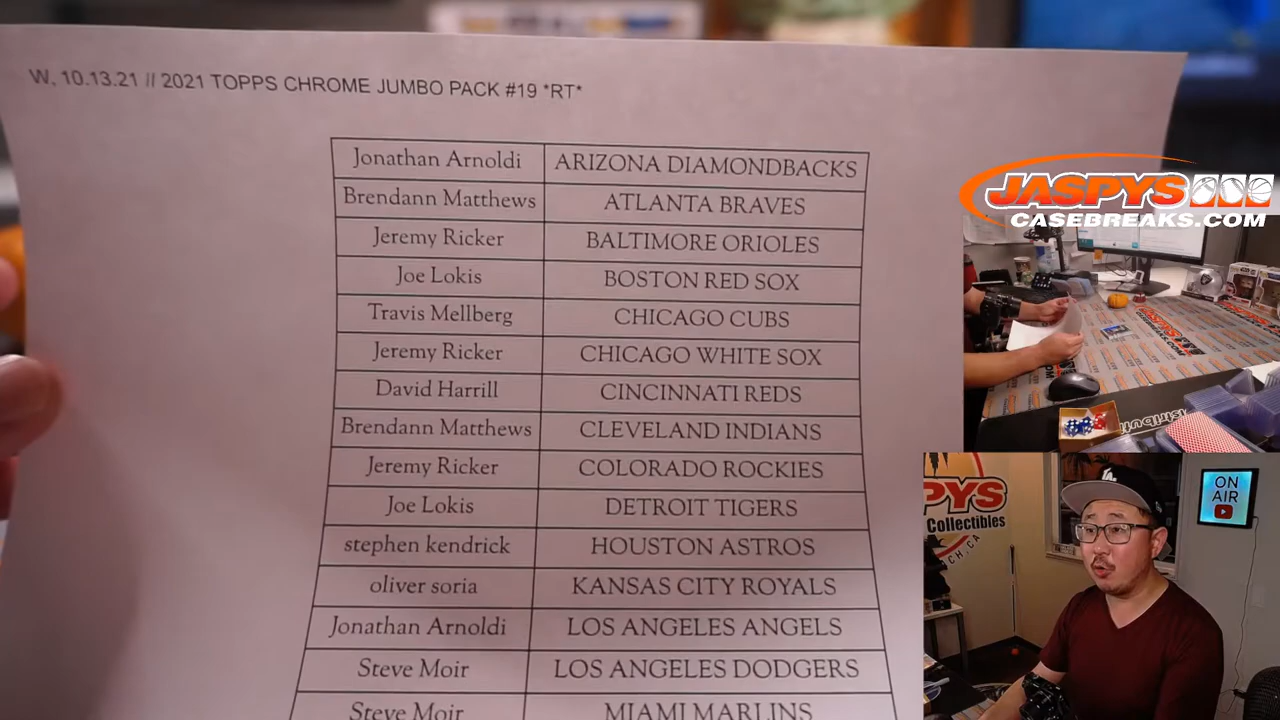 W, 10.13.21 // 2021 TOPPS CHROME JUMBO PACK #19 *RT*
Jonathan Arnoldi ARIZONA DIAMONDBACKS
Brendann Matthews ATLANTA BRAVES
Jeremy Ricker BALTIMORE ORIOLES
Joe Lokis BOSTON RED SOX
Travis Mellberg CHICAGO CUBS
Jeremy Ricker CHICAGO WHITE SOX
David Harrill CINCINNATI REDS
Brendann Matthews CLEVELAND INDIANS
Jeremy Ricker COLORADO ROCKIES
Joe Lokis DETROIT TIGERS
stephen kendrick HOUSTON ASTROS
oliver soria KANSAS CITY ROYALS
Jonathan Arnoldi LOS ANGELES ANGELS
Steve Moir LOS ANGELES DODGERS
Steve Moir MIAMI MARLINS
JASPYS
CASEBREAKS.COM
PYS
Collectibles
CH, CA
LA
ON
AIR